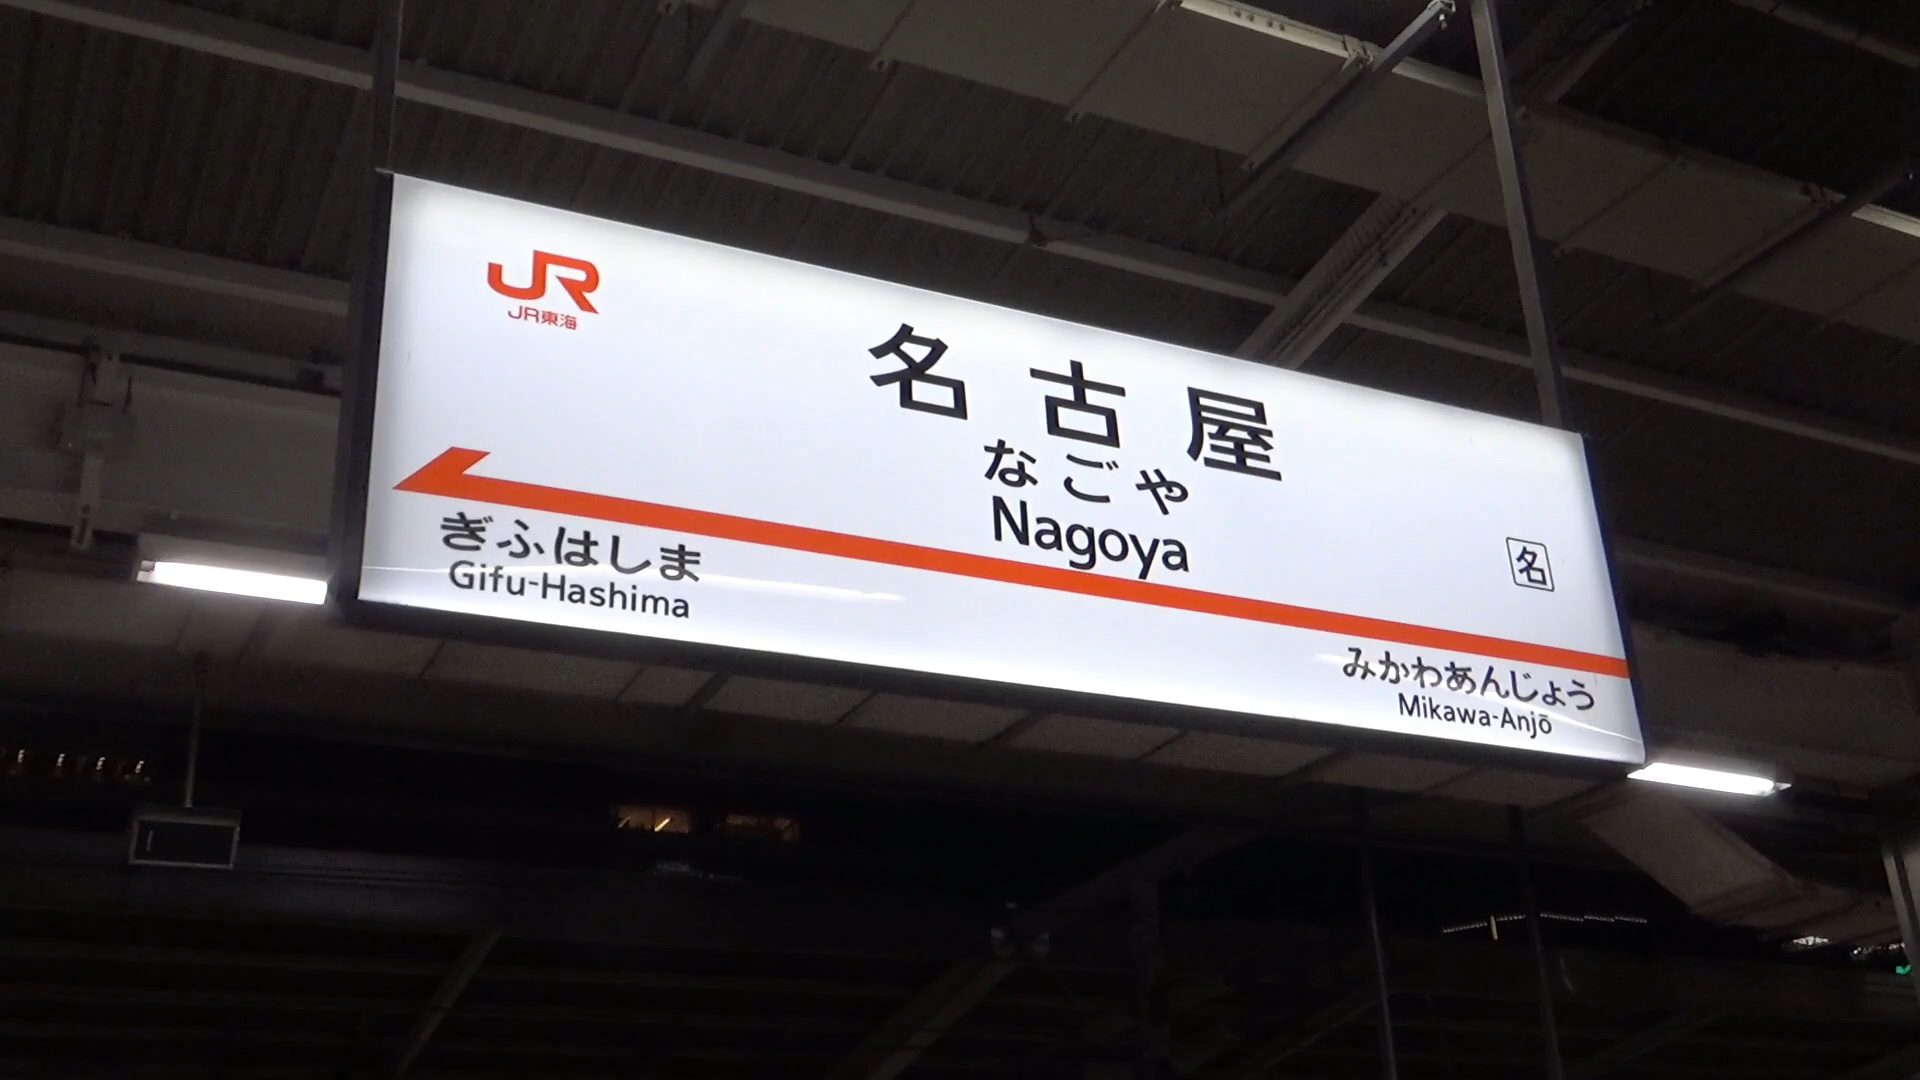 JR
JR東海
名古屋
なごや
Nagoya
名
ぎふはしま
Gifu-Hashima
みかわあんじょう
Mikawa-Anjō